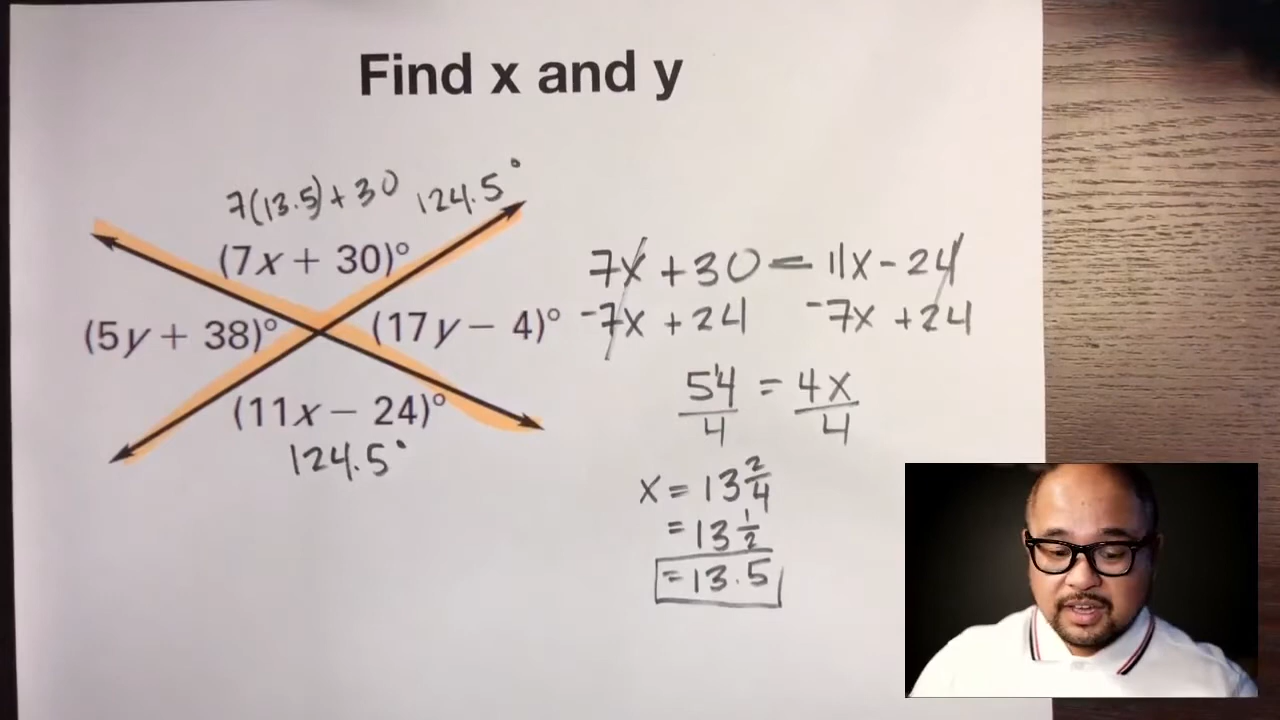 Find x and y
7(13.5)+30 124.5°
(7x + 30)°
(5y + 38)° (17y − 4)°
(11x − 24)°
124.5°
7x + 30 = 11x − 24
-7x + 24 -7x + 24
54 = 4x
4 4
x = 13 2/4
= 13 1/2
= 13.5